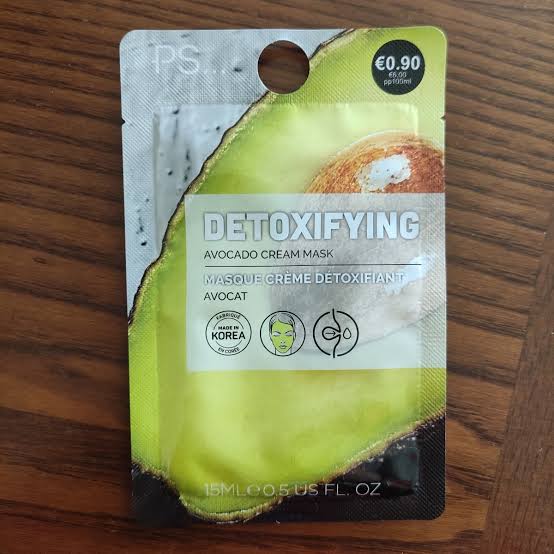 PS...
€0.90
€6.00
pp100ml
DETOXIFYING
AVOCADO CREAM MASK
MASQUE CRÈME DÉTOXIFIANT
AVOCAT
FABRIQUÉ
MADE IN
KOREA
EN CORÉE
15ML℮0.5 US FL. OZ